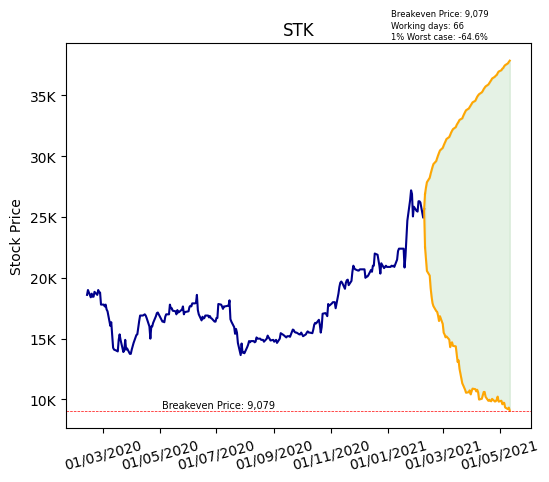 Breakeven Price: 9,079
Working days: 66
1% Worst case: -64.6%
STK
Stock Price
35K
30K
25K
20K
15K
10K
Breakeven Price: 9,079
01/03/2020
01/05/2020
01/07/2020
01/09/2020
01/11/2020
01/01/2021
01/03/2021
01/05/2021